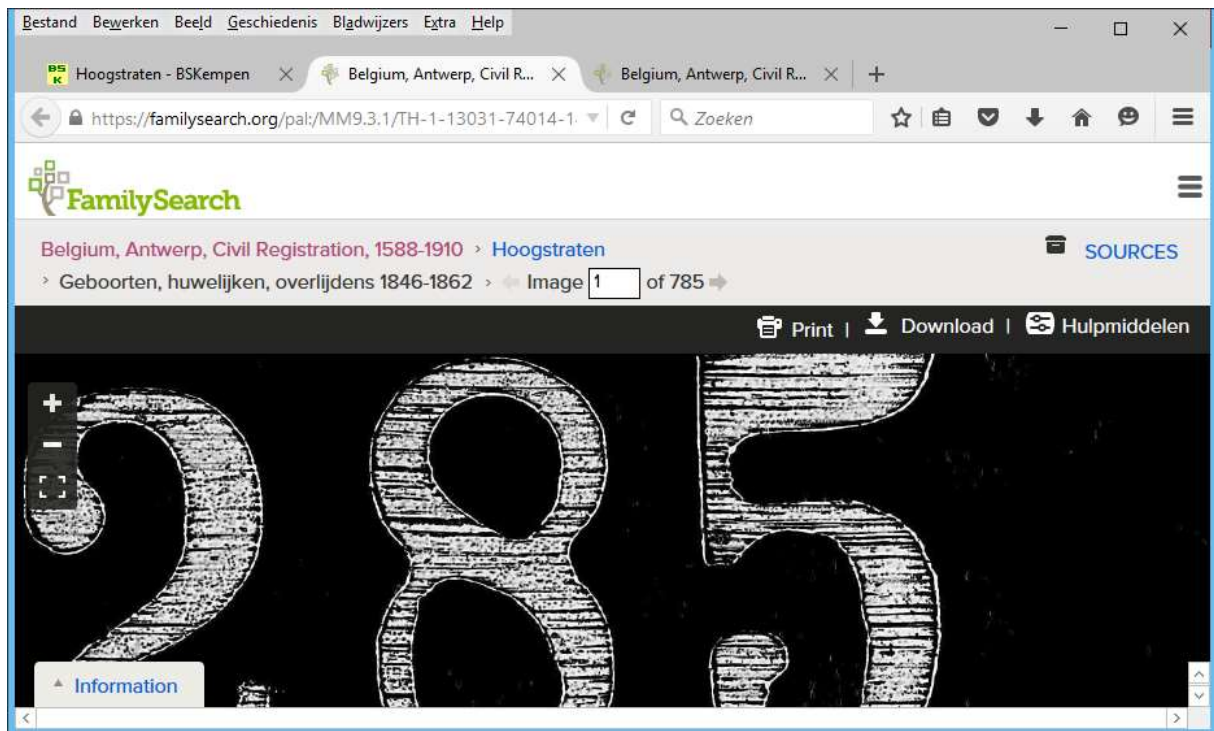 Bestand Bewerken Beeld Geschiedenis Bladwijzers Extra Help
BS K Hoogstraten - BSKempen Belgium, Antwerp, Civil R... Belgium, Antwerp, Civil R...
https://familysearch.org/pal:/MM9.3.1/TH-1-13031-74014-1 Zoeken
FamilySearch
Belgium, Antwerp, Civil Registration, 1588-1910 › Hoogstraten SOURCES
› Geboorten, huwelijken, overlijdens 1846-1862 › Image 1 of 785
Print | Download | Hulpmiddelen
285
Information